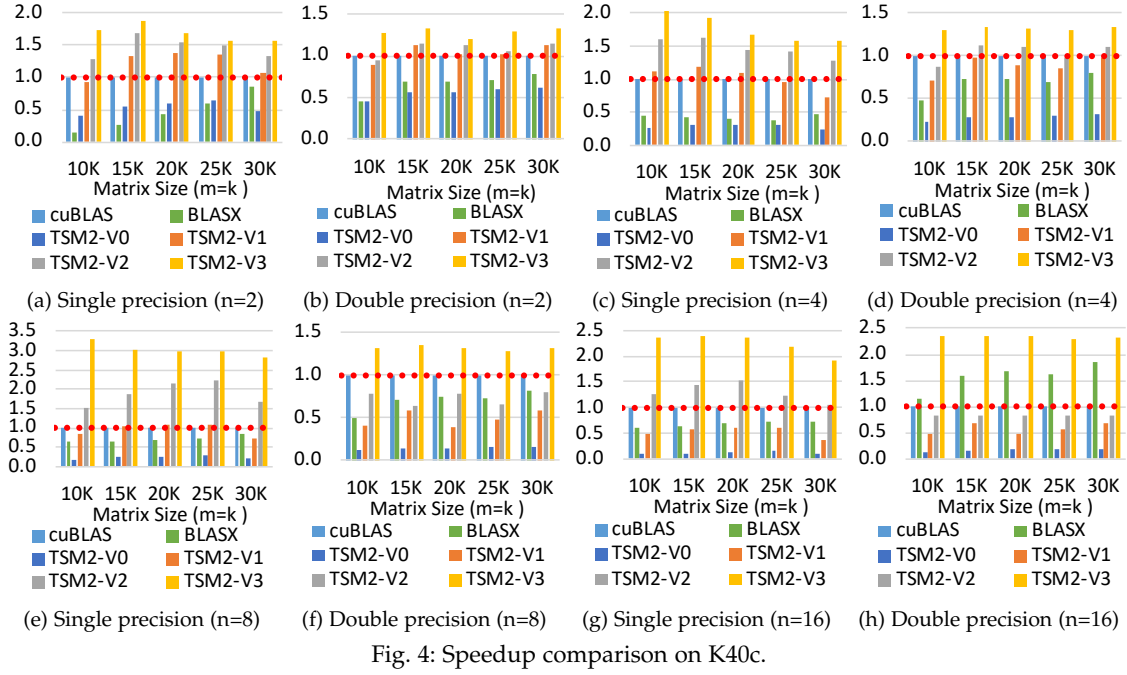 2.0
1.5
1.0
0.5
0.0
10K 15K 20K 25K 30K
Matrix Size (m=k)
cuBLAS BLASX
TSM2-V0 TSM2-V1
TSM2-V2 TSM2-V3
(a) Single precision (n=2)
1.5
1.0
0.5
0.0
10K 15K 20K 25K 30K
Matrix Size (m=k)
cuBLAS BLASX
TSM2-V0 TSM2-V1
TSM2-V2 TSM2-V3
(b) Double precision (n=2)
2.0
1.5
1.0
0.5
0.0
10K 15K 20K 25K 30K
Matrix Size (m=k)
cuBLAS BLASX
TSM2-V0 TSM2-V1
TSM2-V2 TSM2-V3
(c) Single precision (n=4)
1.5
1.0
0.5
0.0
10K 15K 20K 25K 30K
Matrix Size (m=k)
cuBLAS BLASX
TSM2-V0 TSM2-V1
TSM2-V2 TSM2-V3
(d) Double precision (n=4)
3.5
3.0
2.5
2.0
1.5
1.0
0.5
0.0
10K 15K 20K 25K 30K
Matrix Size (m=k)
cuBLAS BLASX
TSM2-V0 TSM2-V1
TSM2-V2 TSM2-V3
(e) Single precision (n=8)
1.5
1.0
0.5
0.0
10K 15K 20K 25K 30K
Matrix Size (m=k)
cuBLAS BLASX
TSM2-V0 TSM2-V1
TSM2-V2 TSM2-V3
(f) Double precision (n=8)
2.5
2.0
1.5
1.0
0.5
0.0
10K 15K 20K 25K 30K
Matrix Size (m=k)
cuBLAS BLASX
TSM2-V0 TSM2-V1
TSM2-V2 TSM2-V3
(g) Single precision (n=16)
2.5
2.0
1.5
1.0
0.5
0.0
10K 15K 20K 25K 30K
Matrix Size (m=k)
cuBLAS BLASX
TSM2-V0 TSM2-V1
TSM2-V2 TSM2-V3
(h) Double precision (n=16)
Fig. 4: Speedup comparison on K40c.